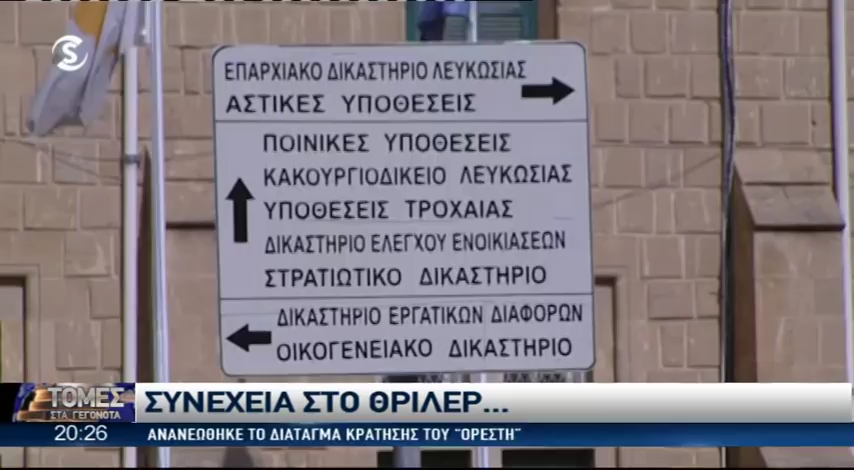 S
ΕΠΑΡΧΙΑΚΟ ΔΙΚΑΣΤΗΡΙΟ ΛΕΥΚΩΣΙΑΣ
ΑΣΤΙΚΕΣ ΥΠΟΘΕΣΕΙΣ
ΠΟΙΝΙΚΕΣ ΥΠΟΘΕΣΕΙΣ
ΚΑΚΟΥΡΓΙΟΔΙΚΕΙΟ ΛΕΥΚΩΣΙΑΣ
ΥΠΟΘΕΣΕΙΣ ΤΡΟΧΑΙΑΣ
ΔΙΚΑΣΤΗΡΙΟ ΕΛΕΓΧΟΥ ΕΝΟΙΚΙΑΣΕΩΝ
ΣΤΡΑΤΙΩΤΙΚΟ ΔΙΚΑΣΤΗΡΙΟ
ΔΙΚΑΣΤΗΡΙΟ ΕΡΓΑΤΙΚΩΝ ΔΙΑΦΟΡΩΝ
ΟΙΚΟΓΕΝΕΙΑΚΟ ΔΙΚΑΣΤΗΡΙΟ
ΤΟΜΕΣ
ΣΤΑ ΓΕΓΟΝΟΤΑ
ΣΥΝΕΧΕΙΑ ΣΤΟ ΘΡΙΛΕΡ...
20:26
ΑΝΑΝΕΩΘΗΚΕ ΤΟ ΔΙΑΤΑΓΜΑ ΚΡΑΤΗΣΗΣ ΤΟΥ "ΟΡΕΣΤΗ"